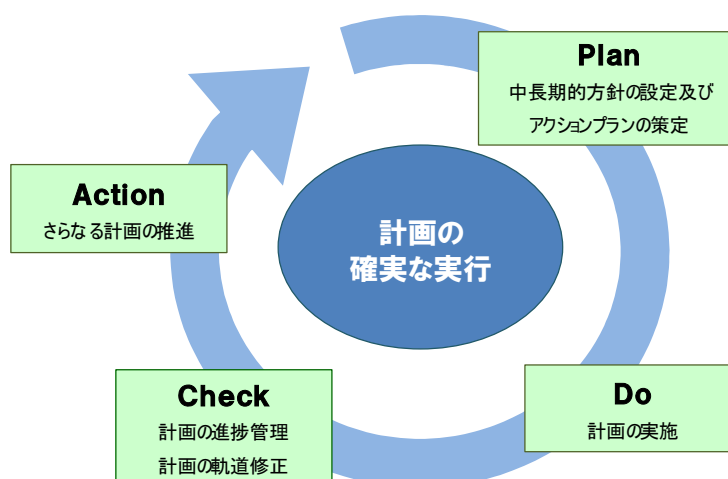 Plan
中長期的方針の設定及び
アクションプランの策定
Action
さらなる計画の推進
計画の
確実な実行
Check
計画の進捗管理
計画の軌道修正
Do
計画の実施